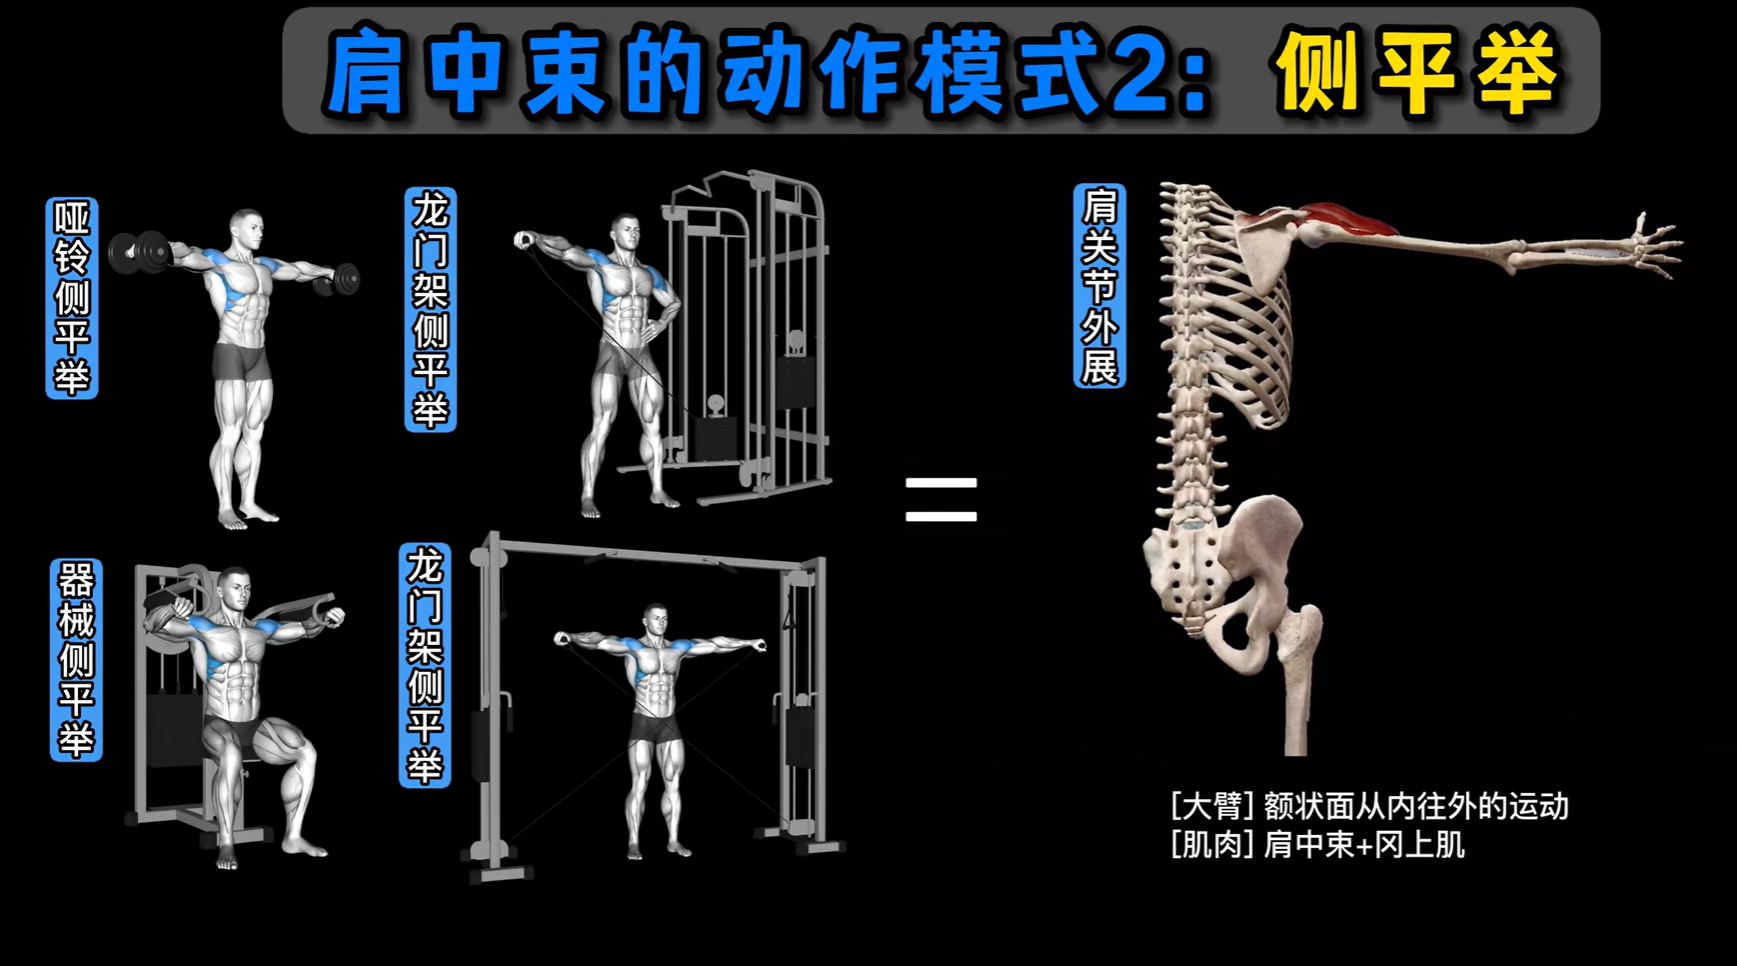 肩中束的动作模式2：侧平举
哑铃侧平举
龙门架侧平举
肩关节外展
器械侧平举
龙门架侧平举
[大臂] 额状面从内往外的运动
[肌肉] 肩中束+冈上肌